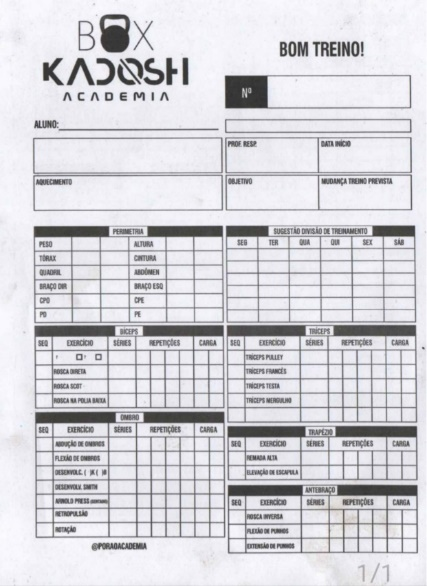 BOX
KADOSH
ACADEMIA
BOM TREINO!
Nº
ALUNO:
PROF. RESP.
DATA INÍCIO
AQUECIMENTO
OBJETIVO
MUDANÇA TREINO PREVISTA
PERIMETRIA
PESO ALTURA
TÓRAX CINTURA
QUADRIL ABDÔMEN
BRAÇO DIR BRAÇO ESQ
CPD CPE
PD PE
SUGESTÃO DIVISÃO DE TREINAMENTO
SEG TER QUA QUI SEX SÁB
BÍCEPS
SEQ EXERCÍCIO SÉRIES REPETIÇÕES CARGA
ROSCA DIRETA
ROSCA SCOT
ROSCA NA POLIA BAIXA
TRÍCEPS
SEQ EXERCÍCIO SÉRIES REPETIÇÕES CARGA
TRÍCEPS PULLEY
TRÍCEPS FRANCÊS
TRÍCEPS TESTA
TRÍCEPS MERGULHO
OMBRO
SEQ EXERCÍCIO SÉRIES REPETIÇÕES CARGA
ABDUÇÃO DE OMBROS
FLEXÃO DE OMBROS
DESENVOLC. ( )K ( )B
DESENVOLV. SMITH
ARNOLD PRESS
RETROPULSÃO
ROTAÇÃO
TRAPÉZIO
SEQ EXERCÍCIO SÉRIES REPETIÇÕES CARGA
REMADA ALTA
ELEVAÇÃO DE ESCAPULA
ANTEBRAÇO
SEQ EXERCÍCIO SÉRIES REPETIÇÕES CARGA
ROSCA INVERSA
FLEXÃO DE PUNHOS
EXTENSÃO DE PUNHOS
@PORAOACADEMIA
1/1